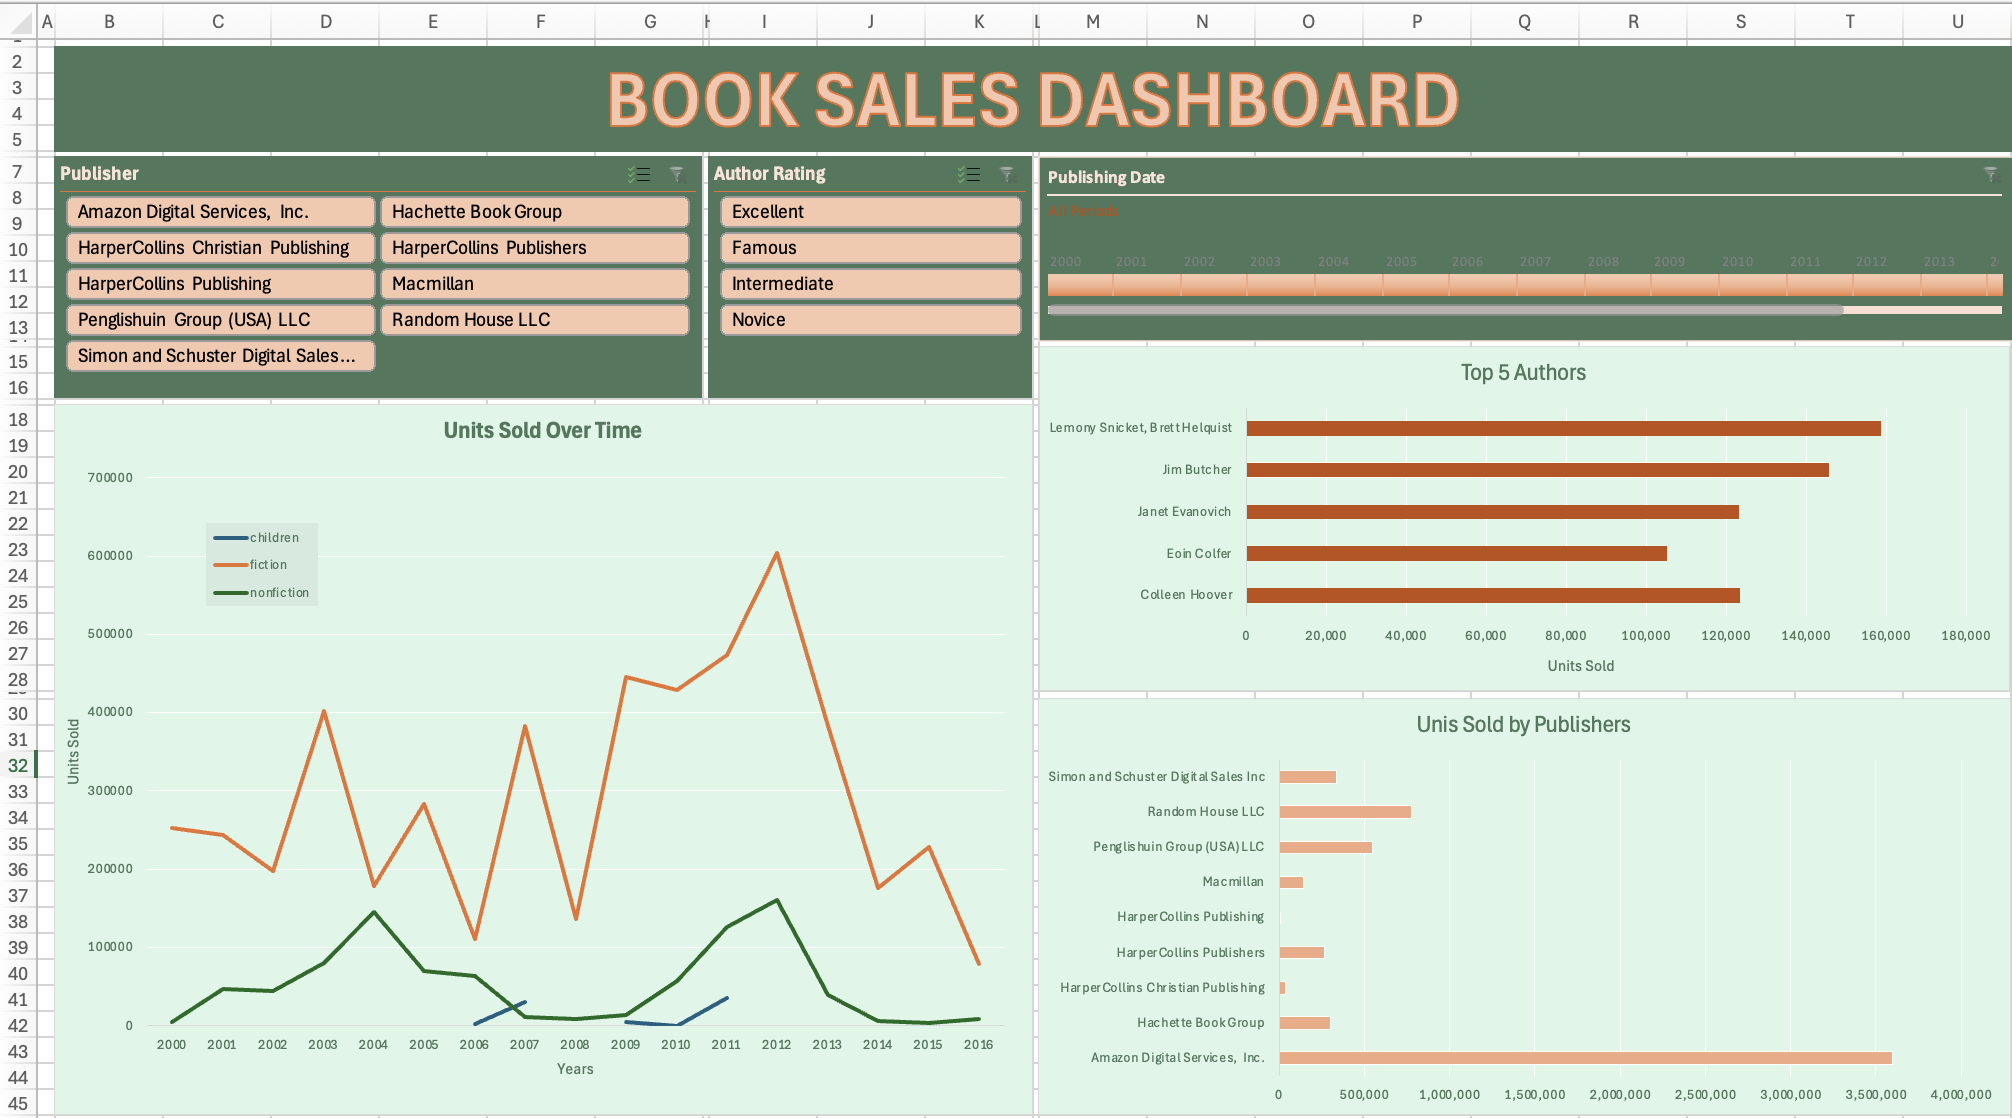 A B C D E F G H I J K L M N O P Q R S T U
BOOK SALES DASHBOARD
2
3
4
5
7
8
9
10
11
12
13
15
16
18
19
20
21
22
23
24
25
26
27
28
30
31
32
33
34
35
36
37
38
39
40
41
42
43
44
45
Publisher
Amazon Digital Services, Inc.
Hachette Book Group
HarperCollins Christian Publishing
HarperCollins Publishers
HarperCollins Publishing
Macmillan
Penglishuin Group (USA) LLC
Random House LLC
Simon and Schuster Digital Sales...
Author Rating
Excellent
Famous
Intermediate
Novice
Publishing Date
All Periods
2000 2001 2002 2003 2004 2005 2006 2007 2008 2009 2010 2011 2012 2013
Units Sold Over Time
700000
600000
500000
400000
300000
200000
100000
0
children
fiction
nonfiction
Units Sold
2000 2001 2002 2003 2004 2005 2006 2007 2008 2009 2010 2011 2012 2013 2014 2015 2016
Years
Top 5 Authors
Lemony Snicket, Brett Helquist
Jim Butcher
Janet Evanovich
Eoin Colfer
Colleen Hoover
0 20,000 40,000 60,000 80,000 100,000 120,000 140,000 160,000 180,000
Units Sold
Unis Sold by Publishers
Simon and Schuster Digital Sales Inc
Random House LLC
Penglishuin Group (USA) LLC
Macmillan
HarperCollins Publishing
HarperCollins Publishers
HarperCollins Christian Publishing
Hachette Book Group
Amazon Digital Services, Inc.
0 500,000 1,000,000 1,500,000 2,000,000 2,500,000 3,000,000 3,500,000 4,000,000